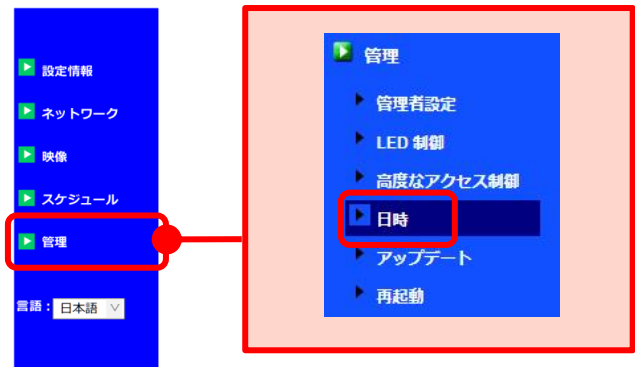 設定情報
ネットワーク
映像
スケジュール
管理
言語：日本語
管理
管理者設定
LED 制御
高度なアクセス制御
日時
アップデート
再起動